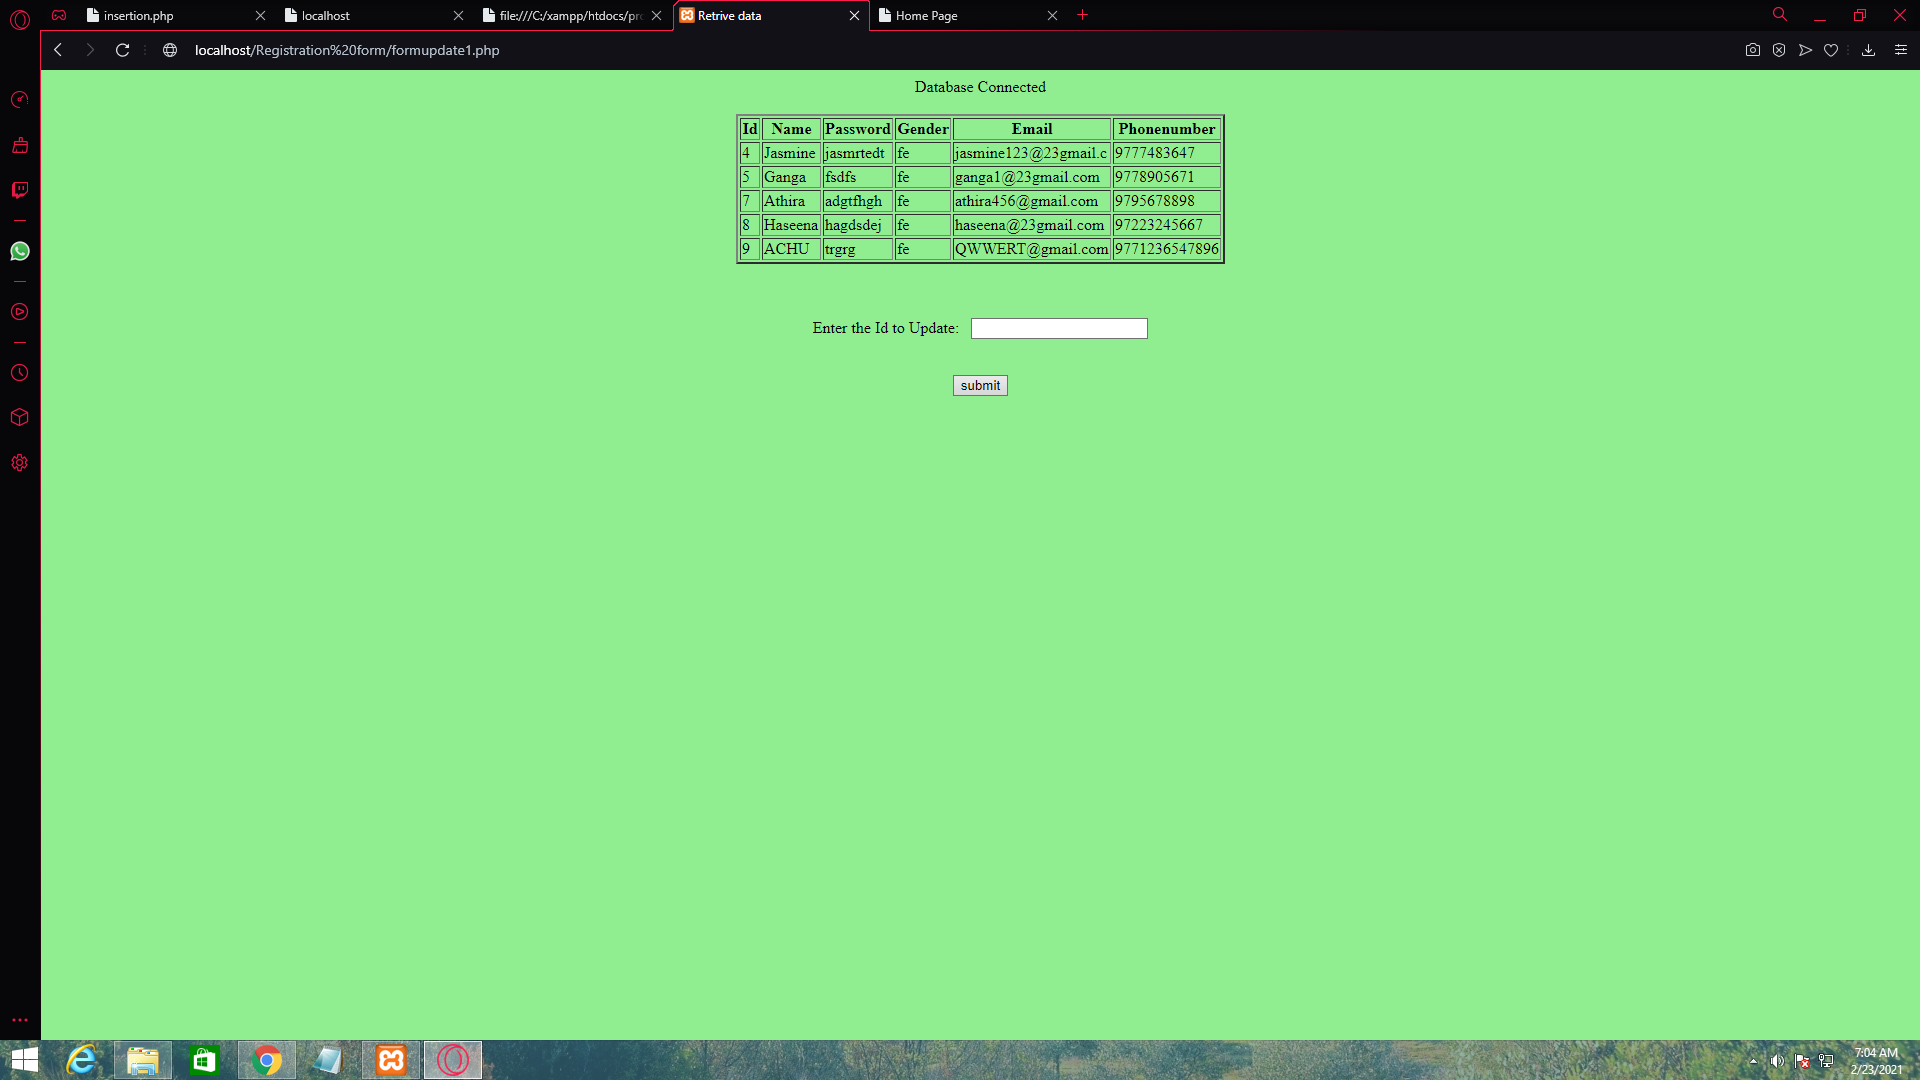 insertion.php
localhost
file:///C:/xampp/htdocs/pro
Retrive data
Home Page
localhost/Registration%20form/formupdate1.php
Database Connected
Id Name Password Gender Email Phonenumber
4 Jasmine jasmrtedt fe jasmine123@23gmail.c 9777483647
5 Ganga fsdfs fe ganga1@23gmail.com 9778905671
7 Athira adgtfhgh fe athira456@gmail.com 9795678898
8 Haseena hagdsdej fe haseena@23gmail.com 97223245667
9 ACHU trgrg fe QWWERT@gmail.com 9771236547896
Enter the Id to Update:
submit
7:04 AM
2/23/2021